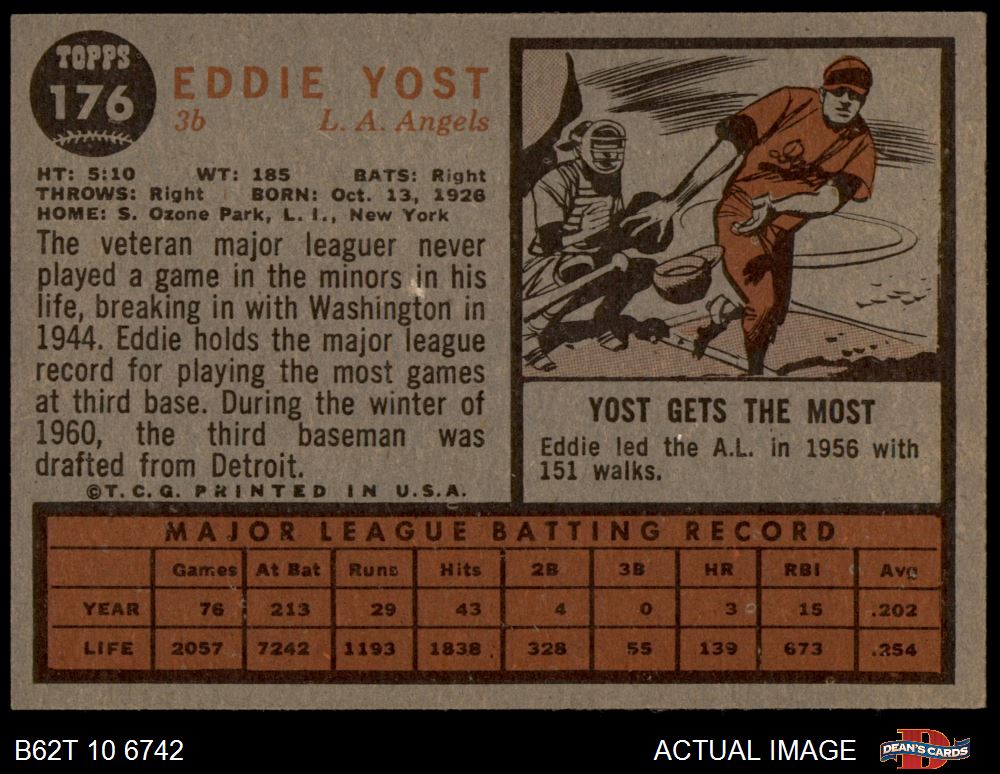 TOPPS
176
EDDIE YOST
3b L. A. Angels
HT: 5:10 WT: 185 BATS: Right
THROWS: Right BORN: Oct. 13, 1926
HOME: S. Ozone Park, L. I., New York
The veteran major leaguer never
played a game in the minors in his
life, breaking in with Washington in
1944. Eddie holds the major league
record for playing the most games
at third base. During the winter of
1960, the third baseman was
drafted from Detroit.
©T. C. G. PRINTED IN U.S.A.
YOST GETS THE MOST
Eddie led the A.L. in 1956 with
151 walks.
MAJOR LEAGUE BATTING RECORD
Games At Bat Runs Hits 2B 3B HR RBI Avg
YEAR 76 213 29 43 4 0 3 15 .202
LIFE 2057 7242 1193 1838 328 55 139 673 .254
B62T 10 6742 ACTUAL IMAGE DEAN'S CARDS